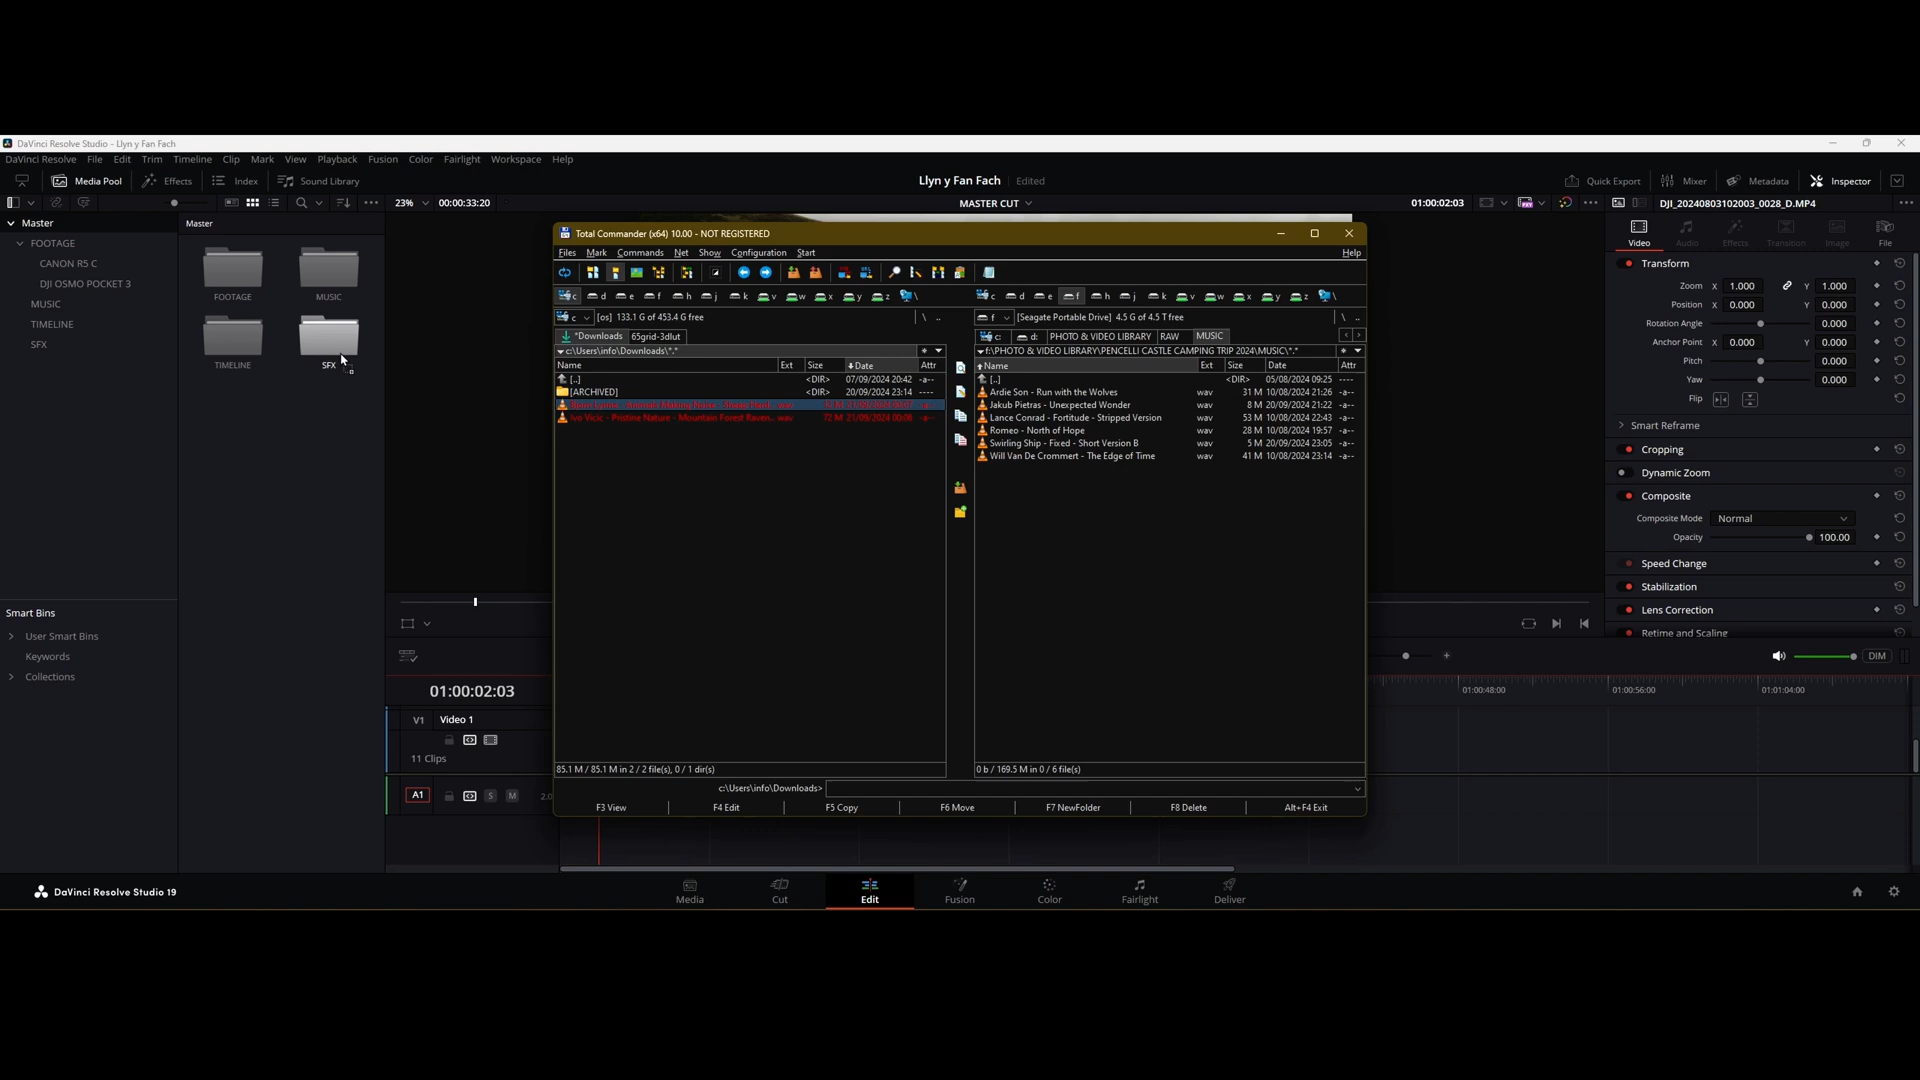 DaVinci Resolve Studio - Llyn y Fan Fach
DaVinci Resolve File Edit Trim Timeline Clip Mark View Playback Fusion Color Fairlight Workspace Help
Media Pool Effects Index Sound Library Llyn y Fan Fach Edited Quick Export Mixer Metadata Inspector
23% 00:00:33:20 MASTER CUT 01:00:02:03 DJI_20240803102003_0028_D.MP4
Master
FOOTAGE
CANON R5 C
DJI OSMO POCKET 3
MUSIC
TIMELINE
SFX
Master
FOOTAGE MUSIC
TIMELINE SFX
Smart Bins
User Smart Bins
Keywords
Collections
Total Commander (x64) 10.00 - NOT REGISTERED
Files Mark Commands Net Show Configuration Start Help
c d e f h j k v w x y z \
c d e f h j k v w x y z \
c [os] 133.1 G of 453.4 G free \ ..
*Downloads 65grid-3dlut
c:\Users\info\Downloads\*.* *
Name Ext Size Date Attr
[..] <DIR> 07/09/2024 20:42 -a--
[ARCHIVED] <DIR> 20/09/2024 23:14 ----
Ivo Vicic - Pristine Nature - Mountain Forest Raven.. wav 72 M 21/09/2024 00:08 -a--
85.1 M / 85.1 M in 2 / 2 file(s), 0 / 1 dir(s)
f [Seagate Portable Drive] 4.5 G of 4.5 T free \ ..
c: d: PHOTO & VIDEO LIBRARY RAW MUSIC
f:\PHOTO & VIDEO LIBRARY\PENCELLI CASTLE CAMPING TRIP 2024\MUSIC\*.* *
Name Ext Size Date Attr
[..] <DIR> 05/08/2024 09:25 ----
Ardie Son - Run with the Wolves wav 31 M 10/08/2024 21:26 -a--
Jakub Pietras - Unexpected Wonder wav 8 M 20/09/2024 21:22 -a--
Lance Conrad - Fortitude - Stripped Version wav 53 M 10/08/2024 22:43 -a--
Romeo - North of Hope wav 28 M 10/08/2024 19:57 -a--
Swirling Ship - Fixed - Short Version B wav 5 M 20/09/2024 23:05 -a--
Will Van De Crommert - The Edge of Time wav 41 M 10/08/2024 23:14 -a--
0 b / 169.5 M in 0 / 6 file(s)
c:\Users\info\Downloads>
F3 View F4 Edit F5 Copy F6 Move F7 NewFolder F8 Delete Alt+F4 Exit
Video Audio Effects Transition Image File
Transform
Zoom X 1.000 Y 1.000
Position X 0.000 Y 0.000
Rotation Angle 0.000
Anchor Point X 0.000 Y 0.000
Pitch 0.000
Yaw 0.000
Flip
Smart Reframe
Cropping
Dynamic Zoom
Composite
Composite Mode Normal
Opacity 100.00
Speed Change
Stabilization
Lens Correction
Retime and Scaling
DIM
01:00:02:03 01:00:48:00 01:00:56:00 01:01:04:00
V1 Video 1
11 Clips
A1 S M 2.0
DaVinci Resolve Studio 19
Media Cut Edit Fusion Color Fairlight Deliver